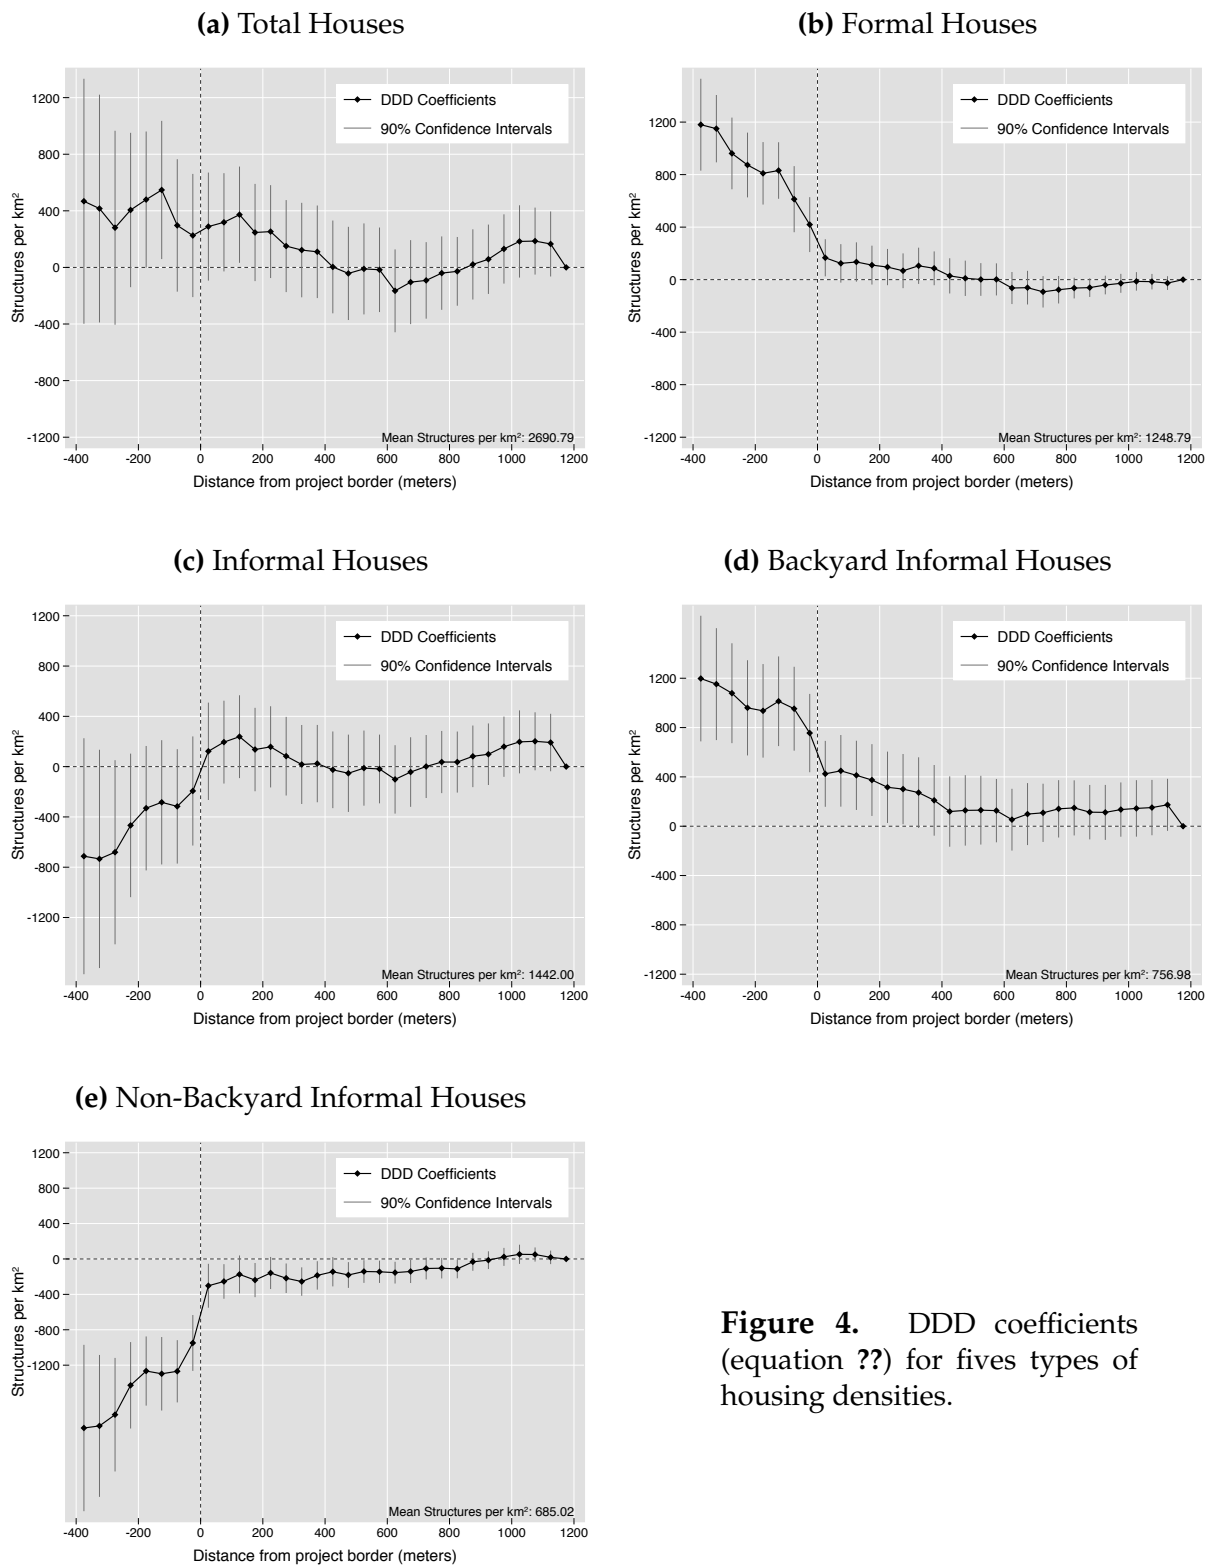 (a) Total Houses
1200
800
400
0
-400
-800
-1200
Structures per km²
DDD Coefficients
90% Confidence Intervals
Mean Structures per km²: 2690.79
-400 -200 0 200 400 600 800 1000 1200
Distance from project border (meters)
(b) Formal Houses
1200
800
400
0
-400
-800
-1200
Structures per km²
DDD Coefficients
90% Confidence Intervals
Mean Structures per km²: 1248.79
-400 -200 0 200 400 600 800 1000 1200
Distance from project border (meters)
(c) Informal Houses
1200
800
400
0
-400
-800
-1200
Structures per km²
DDD Coefficients
90% Confidence Intervals
Mean Structures per km²: 1442.00
-400 -200 0 200 400 600 800 1000 1200
Distance from project border (meters)
(d) Backyard Informal Houses
1200
800
400
0
-400
-800
-1200
Structures per km²
DDD Coefficients
90% Confidence Intervals
Mean Structures per km²: 756.98
-400 -200 0 200 400 600 800 1000 1200
Distance from project border (meters)
(e) Non-Backyard Informal Houses
1200
800
400
0
-400
-800
-1200
Structures per km²
DDD Coefficients
90% Confidence Intervals
Mean Structures per km²: 685.02
-400 -200 0 200 400 600 800 1000 1200
Distance from project border (meters)
Figure 4. DDD coefficients
(equation ??) for fives types of
housing densities.